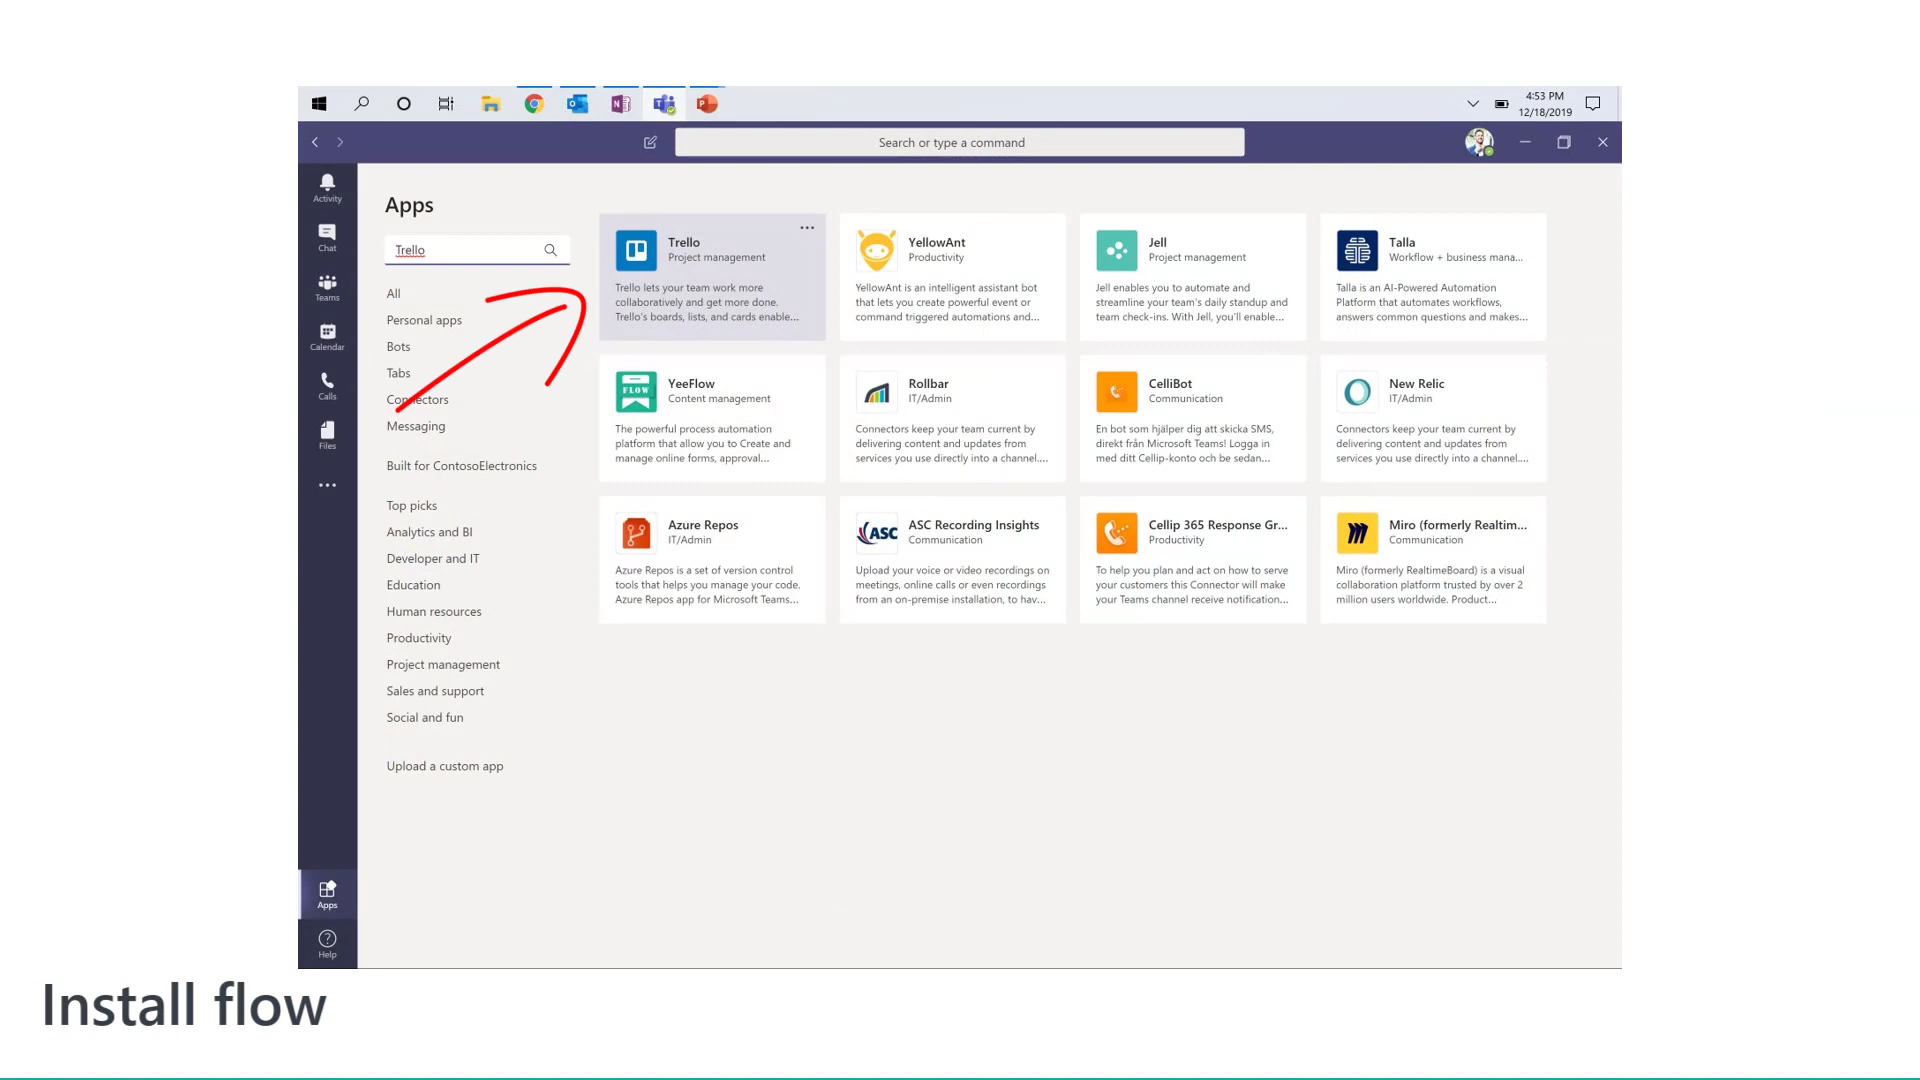 4:53 PM
12/18/2019
Search or type a command
Activity
Chat
Teams
Calendar
Calls
Files
Apps
Help
Apps
Trello
All
Personal apps
Bots
Tabs
Connectors
Messaging
Built for ContosoElectronics
Top picks
Analytics and BI
Developer and IT
Education
Human resources
Productivity
Project management
Sales and support
Social and fun
Upload a custom app
Trello
Project management
Trello lets your team work more
collaboratively and get more done.
Trello's boards, lists, and cards enable...
YellowAnt
Productivity
YellowAnt is an intelligent assistant bot
that lets you create powerful event or
command triggered automations and...
Jell
Project management
Jell enables you to automate and
streamline your team's daily standup and
team check-ins. With Jell, you'll enable...
Talla
Workflow + business mana...
Talla is an AI-Powered Automation
Platform that automates workflows,
answers common questions and makes...
FLOW
YeeFlow
Content management
The powerful process automation
platform that allow you to Create and
manage online forms, approval...
Rollbar
IT/Admin
Connectors keep your team current by
delivering content and updates from
services you use directly into a channel....
CelliBot
Communication
En bot som hjälper dig att skicka SMS,
direkt från Microsoft Teams! Logga in
med ditt Cellip-konto och be sedan...
New Relic
IT/Admin
Connectors keep your team current by
delivering content and updates from
services you use directly into a channel....
Azure Repos
IT/Admin
Azure Repos is a set of version control
tools that helps you manage your code.
Azure Repos app for Microsoft Teams...
ASC
ASC Recording Insights
Communication
Upload your voice or video recordings on
meetings, online calls or even recordings
from an on-premise installation, to hav...
Cellip 365 Response Gr...
Productivity
To help you plan and act on how to serve
your customers this Connector will make
your Teams channel receive notification...
Miro (formerly Realtim...
Communication
Miro (formerly RealtimeBoard) is a visual
collaboration platform trusted by over 2
million users worldwide. Product...
Install flow